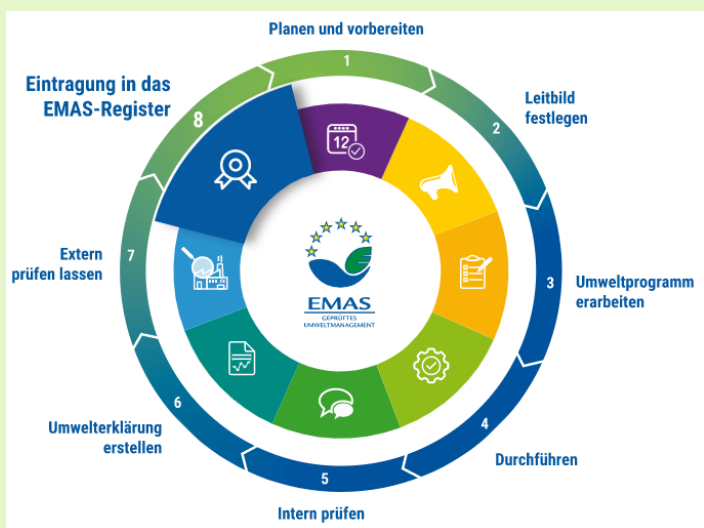 1
Planen und vorbereiten
2
Leitbild
festlegen
3
Umweltprogramm
erarbeiten
4
Durchführen
5
Intern prüfen
6
Umwelterklärung
erstellen
7
Extern
prüfen lassen
8
Eintragung in das
EMAS-Register
12
EMAS
GEPRÜFTES
UMWELTMANAGEMENT